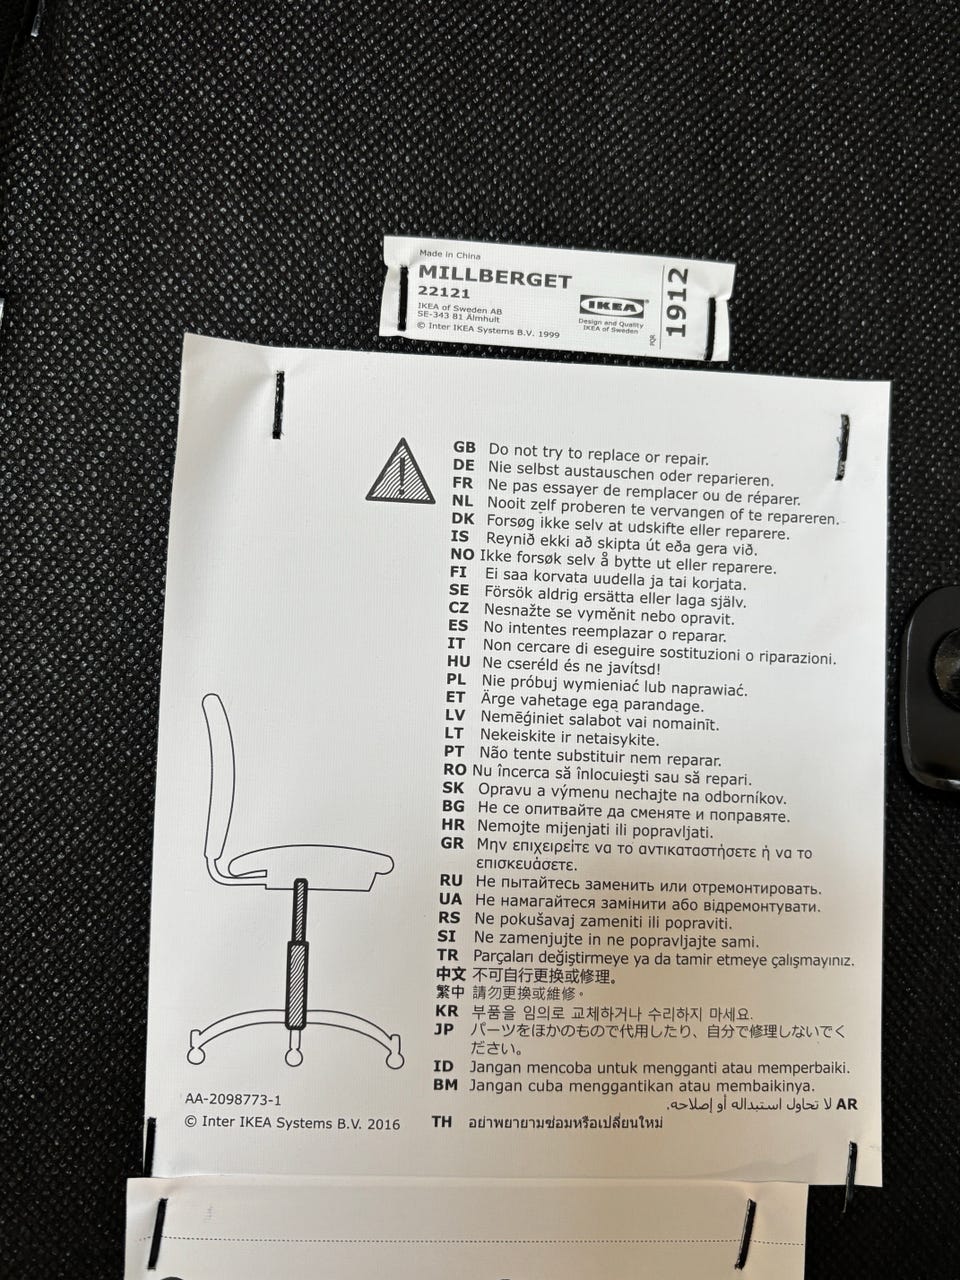 Made in China
MILLBERGET
22121
IKEA of Sweden AB
SE-343 81 Älmhult
© Inter IKEA Systems B.V. 1999
IKEA®
Design and Quality
IKEA of Sweden
PQR
1912
GB Do not try to replace or repair.
DE Nie selbst austauschen oder reparieren.
FR Ne pas essayer de remplacer ou de réparer.
NL Nooit zelf proberen te vervangen of te repareren.
DK Forsøg ikke selv at udskifte eller reparere.
IS Reynið ekki að skipta út eða gera við.
NO Ikke forsøk selv å bytte ut eller reparere.
FI Ei saa korvata uudella ja tai korjata.
SE Försök aldrig ersätta eller laga själv.
CZ Nesnažte se vyměnit nebo opravit.
ES No intentes reemplazar o reparar.
IT Non cercare di eseguire sostituzioni o riparazioni.
HU Ne cseréld és ne javítsd!
PL Nie próbuj wymieniać lub naprawiać.
ET Ärge vahetage ega parandage.
LV Nemēģiniet salabot vai nomainīt.
LT Nekeiskite ir netaisykite.
PT Não tente substituir nem reparar.
RO Nu încerca să înlocuieşti sau să repari.
SK Opravu a výmenu nechajte na odborníkov.
BG Не се опитвайте да сменяте и поправяте.
HR Nemojte mijenjati ili popravljati.
GR Μην επιχειρείτε να το αντικαταστήσετε ή να το
επισκευάσετε.
RU Не пытайтесь заменить или отремонтировать.
UA Не намагайтеся замінити або відремонтувати.
RS Ne pokušavaj zameniti ili popraviti.
SI Ne zamenjujte in ne popravljajte sami.
TR Parçaları değiştirmeye ya da tamir etmeye çalışmayınız.
中文 不可自行更换或修理。
繁中 請勿更換或維修。
KR 부품을 임의로 교체하거나 수리하지 마세요.
JP パーツをほかのもので代用したり、自分で修理しないでく
ださい。
ID Jangan mencoba untuk mengganti atau memperbaiki.
BM Jangan cuba menggantikan atau membaikinya.
AR لا تحاول استبداله أو إصلاحه.
TH อย่าพยายามซ่อมหรือเปลี่ยนใหม่
AA-2098773-1
© Inter IKEA Systems B.V. 2016